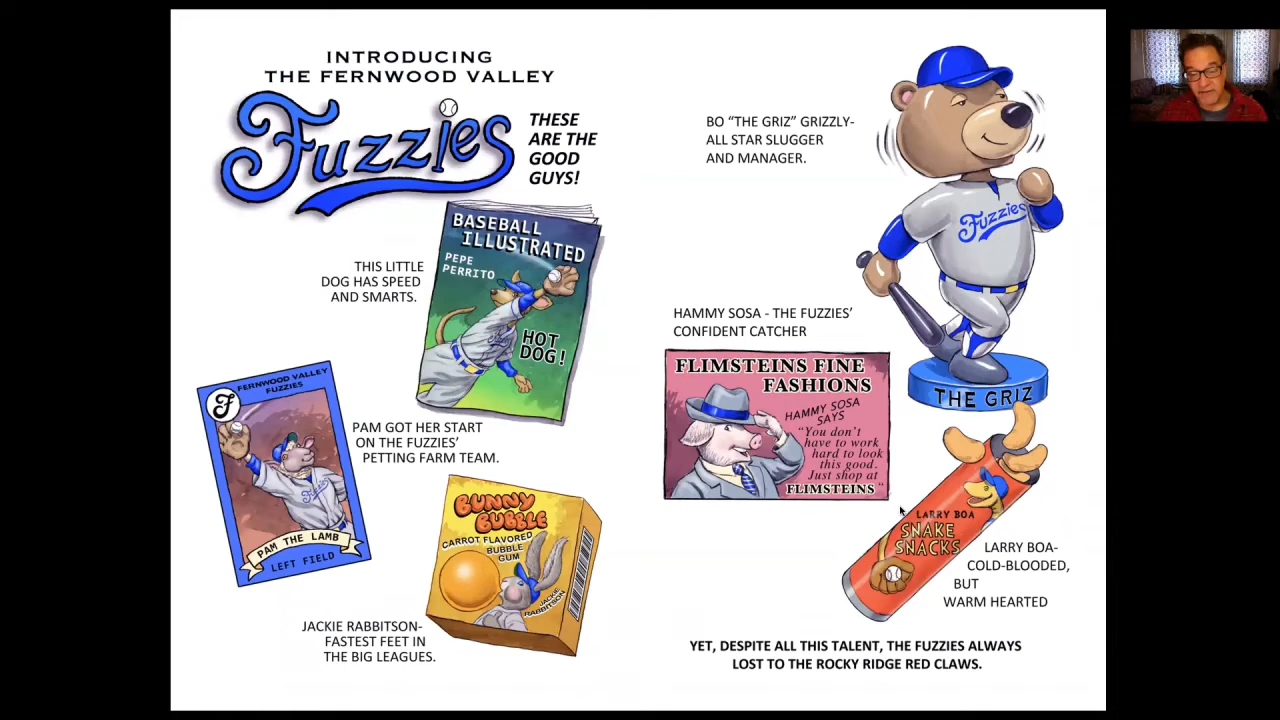 INTRODUCING
THE FERNWOOD VALLEY
Fuzzies
THESE
ARE THE
GOOD
GUYS!
BASEBALL
ILLUSTRATED
PEPE
PERRITO
HOT
DOG!
THIS LITTLE
DOG HAS SPEED
AND SMARTS.
FERNWOOD VALLEY
FUZZIES
F
Fuzzies
PAM THE LAMB
LEFT FIELD
PAM GOT HER START
ON THE FUZZIES’
PETTING FARM TEAM.
BUNNY
BUBBLE
CARROT FLAVORED
BUBBLE
GUM
JACKIE
RABBITSON
JACKIE RABBITSON-
FASTEST FEET IN
THE BIG LEAGUES.
BO “THE GRIZ” GRIZZLY-
ALL STAR SLUGGER
AND MANAGER.
Fuzzies
THE GRIZ
HAMMY SOSA - THE FUZZIES’
CONFIDENT CATCHER
FLIMSTEINS FINE
FASHIONS
HAMMY SOSA
SAYS
“You don't
have to work
hard to look
this good.
Just shop at
FLIMSTEINS ”
LARRY BOA
SNAKE
SNACKS
LARRY BOA-
COLD-BLOODED,
BUT
WARM HEARTED
YET, DESPITE ALL THIS TALENT, THE FUZZIES ALWAYS
LOST TO THE ROCKY RIDGE RED CLAWS.